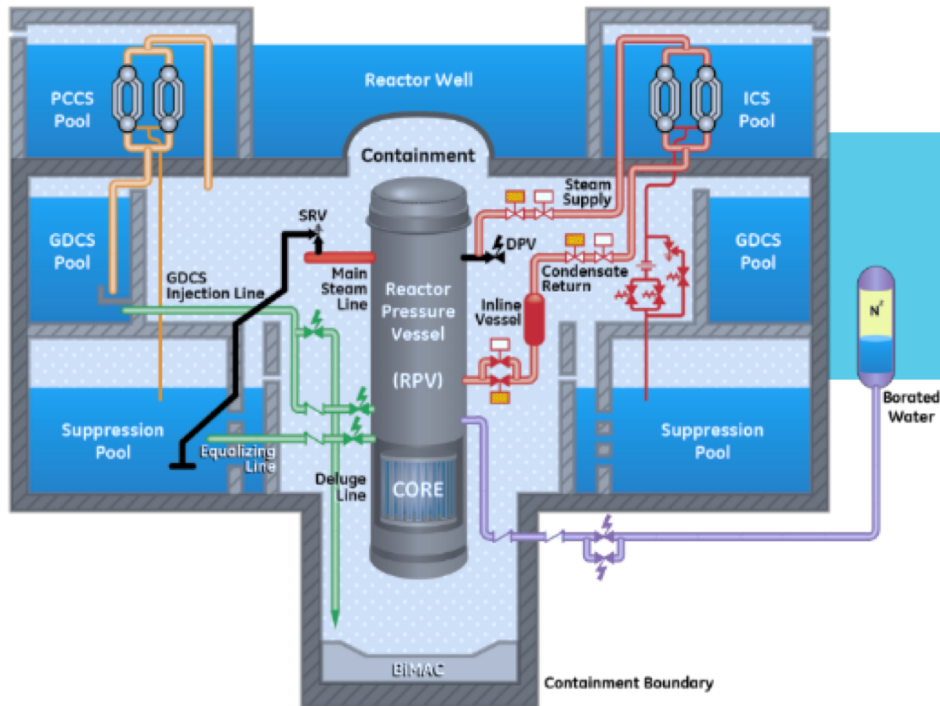 Reactor Well
PCCS
Pool
ICS
Pool
Containment
Steam
Supply
SRV
DPV
GDCS
Pool
GDCS
Injection Line
Main
Steam
Line
Reactor
Pressure
Vessel
(RPV)
Condensate
Return
Inline
Vessel
GDCS
Pool
N²
Borated
Water
Suppression
Pool
Equalizing
Line
Deluge
Line
CORE
Suppression
Pool
BIMAC
Containment Boundary